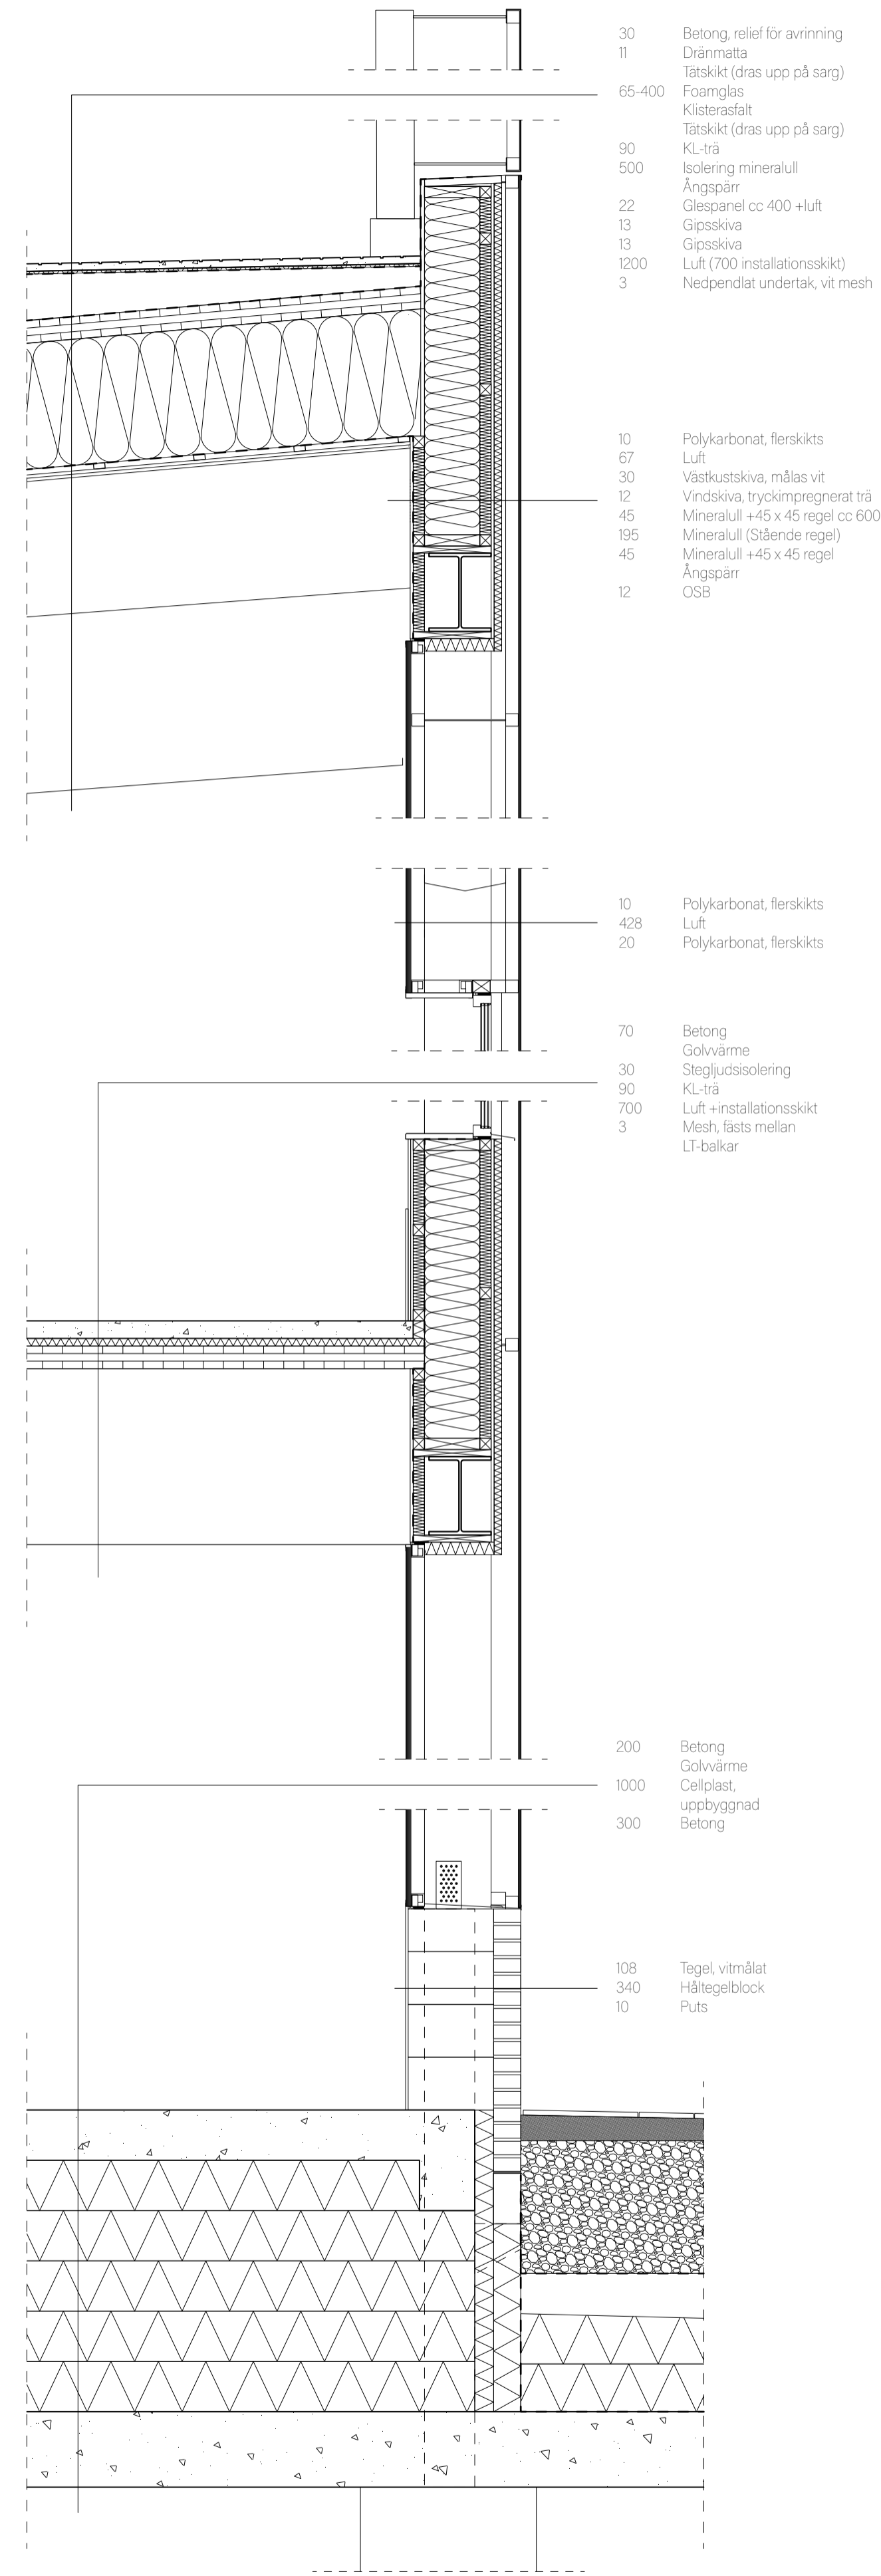 30 Betong, relief för avrinning
11 Dränmatta
Tätskikt (dras upp på sarg)
65-400 Foamglas
Klisterasfalt
Tätskikt (dras upp på sarg)
90 KL-trä
500 Isolering mineralull
Ångspärr
22 Glespanel cc 400 +luft
13 Gipsskiva
13 Gipsskiva
1200 Luft (700 installationsskikt)
3 Nedpendlat undertak, vit mesh
10 Polykarbonat, flerskikts
67 Luft
30 Västkustskiva, målas vit
12 Vindskiva, tryckimpregnerat trä
45 Mineralull +45 x 45 regel cc 600
195 Mineralull (Stående regel)
45 Mineralull +45 x 45 regel
Ångspärr
12 OSB
10 Polykarbonat, flerskikts
428 Luft
20 Polykarbonat, flerskikts
70 Betong
Golvvärme
30 Stegljudsisolering
90 KL-trä
700 Luft +installationsskikt
3 Mesh, fästs mellan
LT-balkar
200 Betong
Golvvärme
1000 Cellplast,
uppbyggnad
300 Betong
108 Tegel, vitmålat
340 Håltegelblock
10 Puts